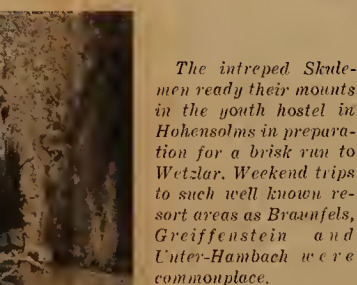 The intreped Skule-
men ready their mounts
in the youth hostel in
Hohensolms in prepara-
tion for a brisk run to
Wetzlar. Weekend trips
to such well known re-
sort areas as Braunfels,
Greiffenstein and
Unter-Hambach were
commonplace.